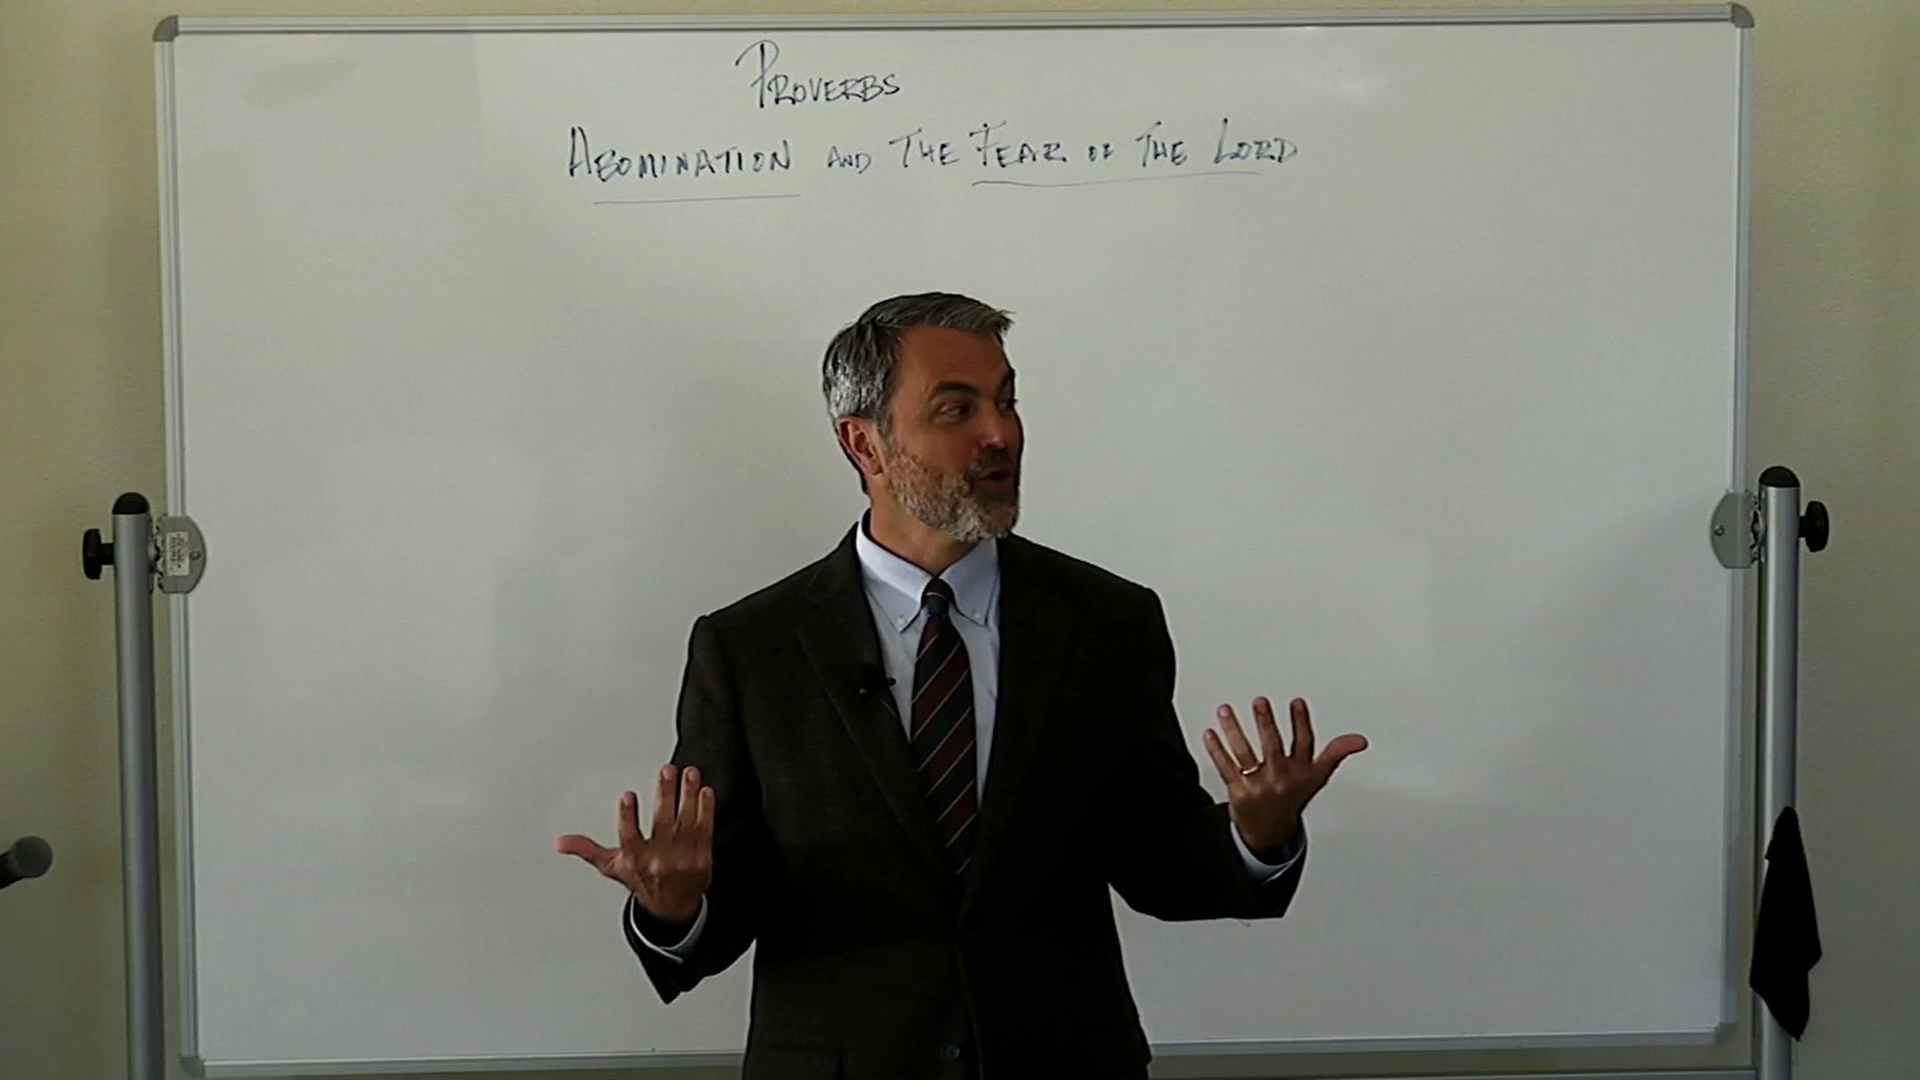 PROVERBS
ABOMINATION AND THE FEAR OF THE LORD